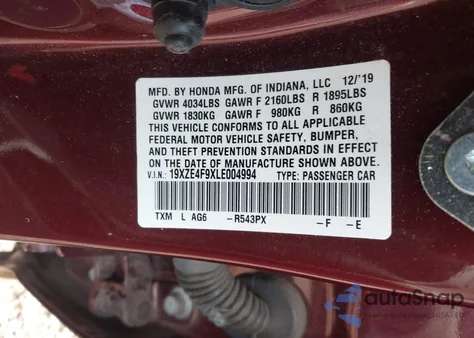 MFD. BY HONDA MFG. OF INDIANA, LLC 12/'19
GVWR 4034LBS GAWR F 2160LBS R 1895LBS
GVWR 1830KG GAWR F 980KG R 860KG
THIS VEHICLE CONFORMS TO ALL APPLICABLE
FEDERAL MOTOR VEHICLE SAFETY, BUMPER,
AND THEFT PREVENTION STANDARDS IN EFFECT
ON THE DATE OF MANUFACTURE SHOWN ABOVE.
V.I.N.: 19XZE4F9XLE004994 TYPE: PASSENGER CAR
TXM L AG6 -R543PX -F -E
autoSnap